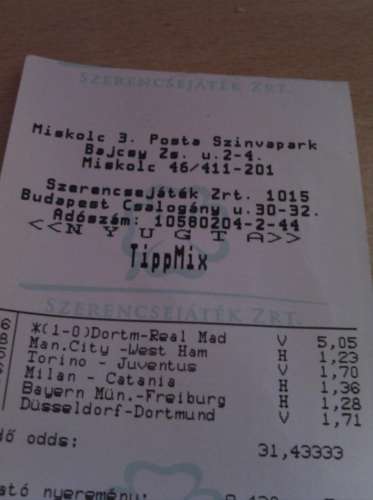 SZERENCSEJÁTÉK ZRT.
Miskolc 3. Posta Szinvapark
Bajcsy Zs. u.2-4.
Miskolc 46/411-201
Szerencsejáték Zrt. 1015
Budapest Csalogány u.30-32.
Adószám: 10580204-2-44
<<N Y U G T A>>
TippMix
SZERENCSEJÁTÉK ZRT.
*(1-0)Dortm-Real Mad V 5,05
Man.City -West Ham H 1,23
Torino - Juventus V 1,70
Milan - Catania H 1,36
Bayern Mün.-Freiburg H 1,28
Düsseldorf-Dortmund V 1,71
dő odds: 31,43333
ató nyeremény: